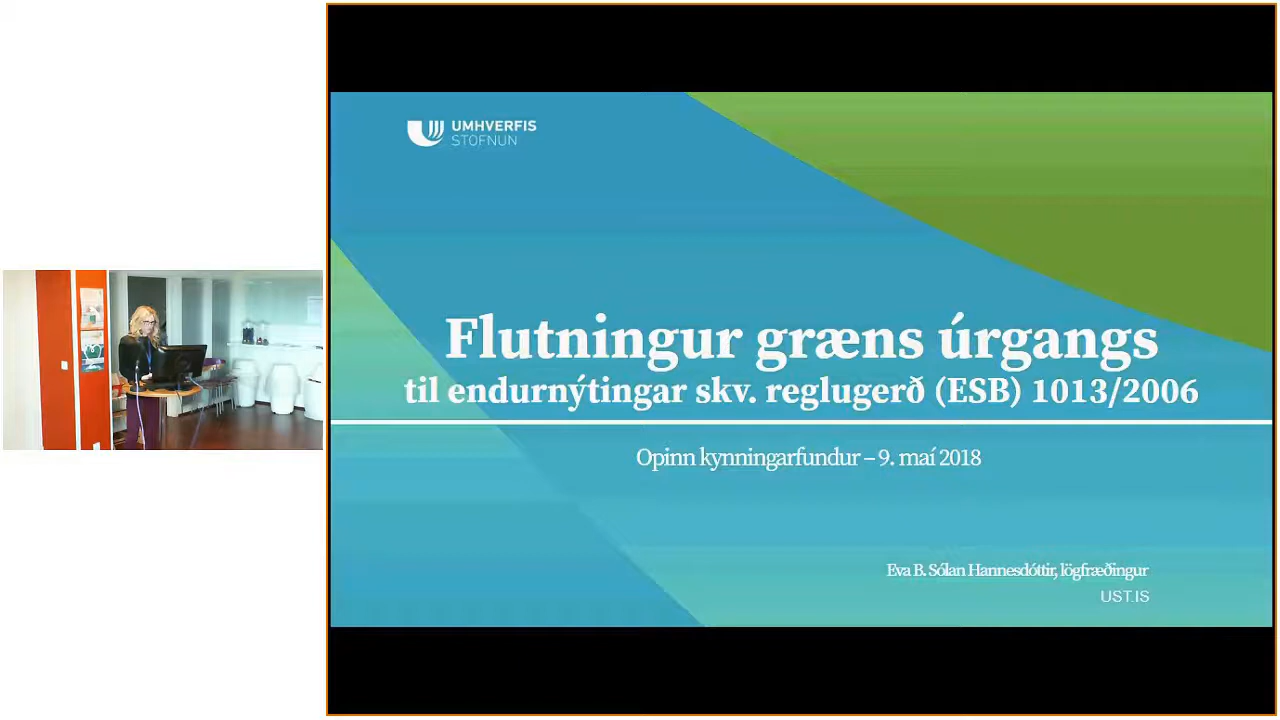 UMHVERFIS
STOFNUN
Flutningur græns úrgangs
til endurnýtingar skv. reglugerð (ESB) 1013/2006
Opinn kynningarfundur – 9. maí 2018
Eva B. Sólan Hannesdóttir, lögfræðingur
UST.IS